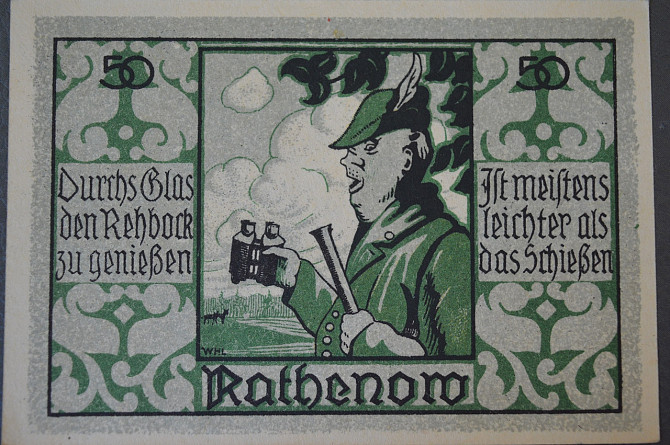 50
50
Durchs Glas
den Rehbock
zu genießen
Ist meistens
leichter als
das Schießen
WHL
Rathenow